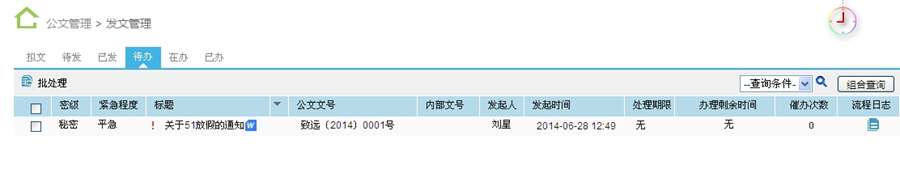 公文管理 > 发文管理
拟文 待发 已发 待办 在办 已办
批处理 --查询条件- 组合查询
密级 紧急程度 标题 公文文号 内部文号 发起人 发起时间 处理期限 办理剩余时间 催办次数 流程日志
秘密 平急 ! 关于51放假的通知 W 致远（2014）0001号 刘星 2014-06-28 12:49 无 无 0